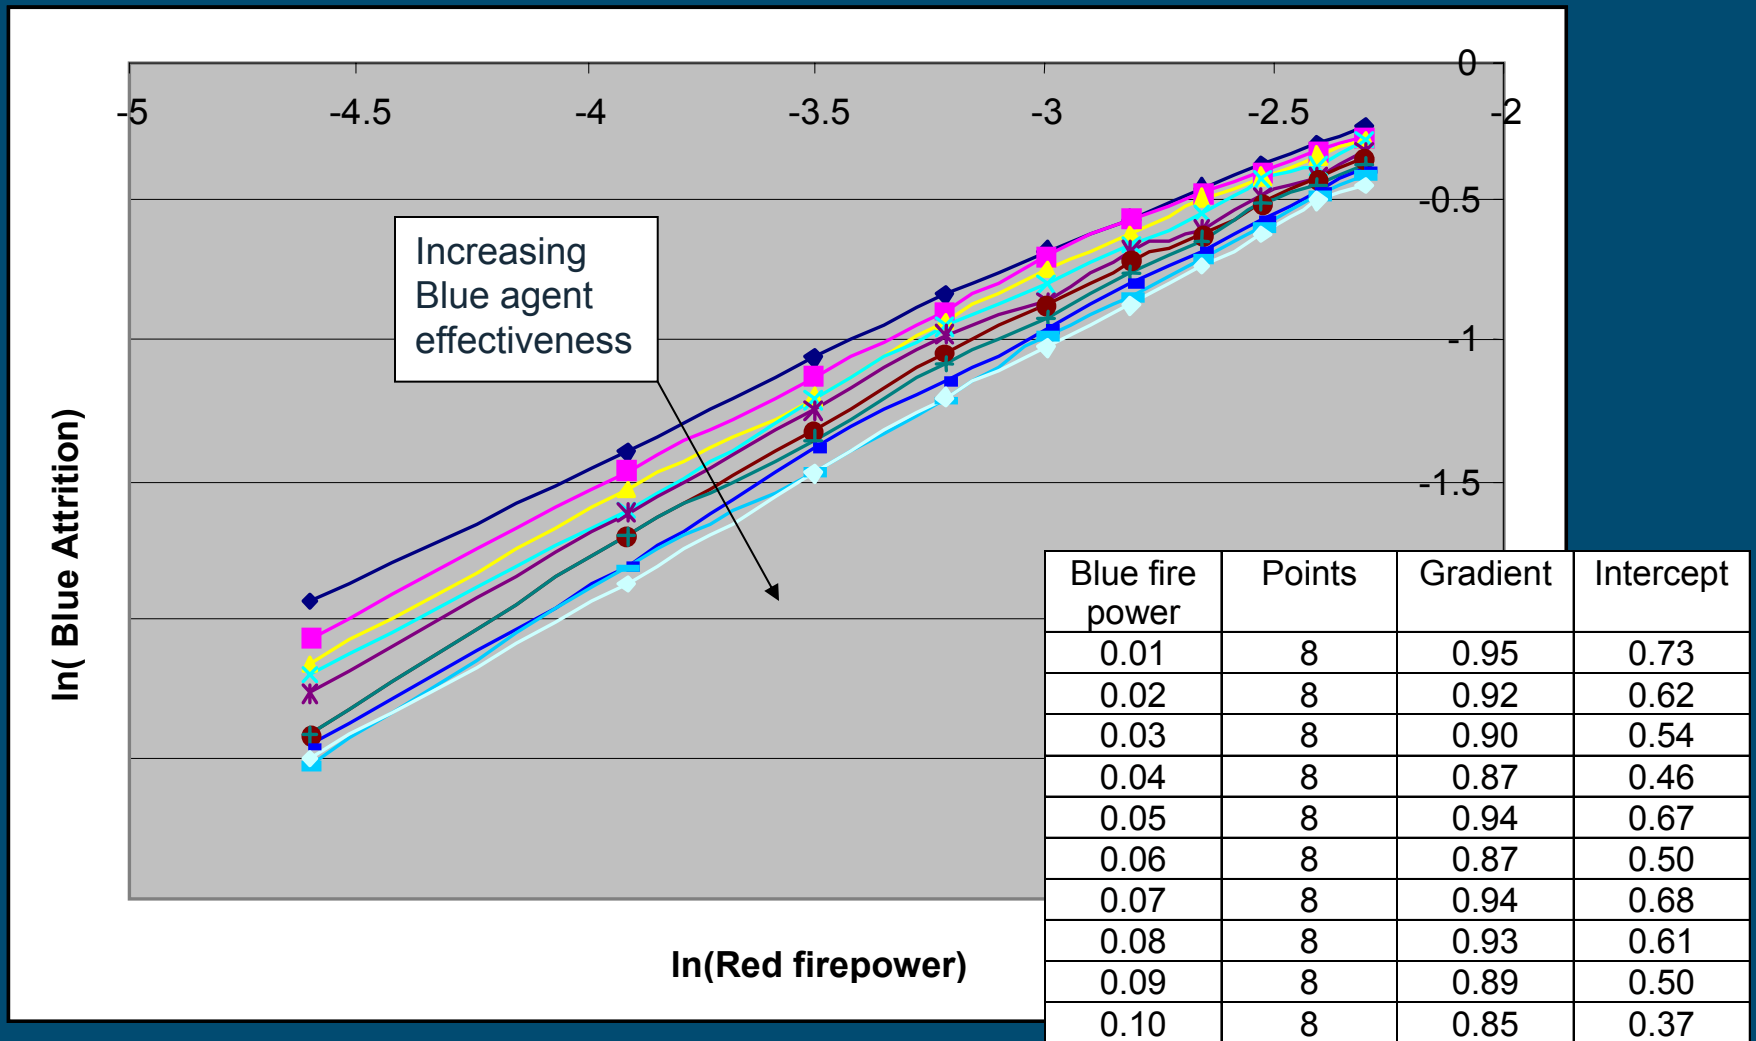 0
-5 -4.5 -4 -3.5 -3 -2.5 -2
-0.5
-1
-1.5
Increasing
Blue agent
effectiveness
ln( Blue Attrition)
ln(Red firepower)
Blue fire Points Gradient Intercept
power
0.01 8 0.95 0.73
0.02 8 0.92 0.62
0.03 8 0.90 0.54
0.04 8 0.87 0.46
0.05 8 0.94 0.67
0.06 8 0.87 0.50
0.07 8 0.94 0.68
0.08 8 0.93 0.61
0.09 8 0.89 0.50
0.10 8 0.85 0.37